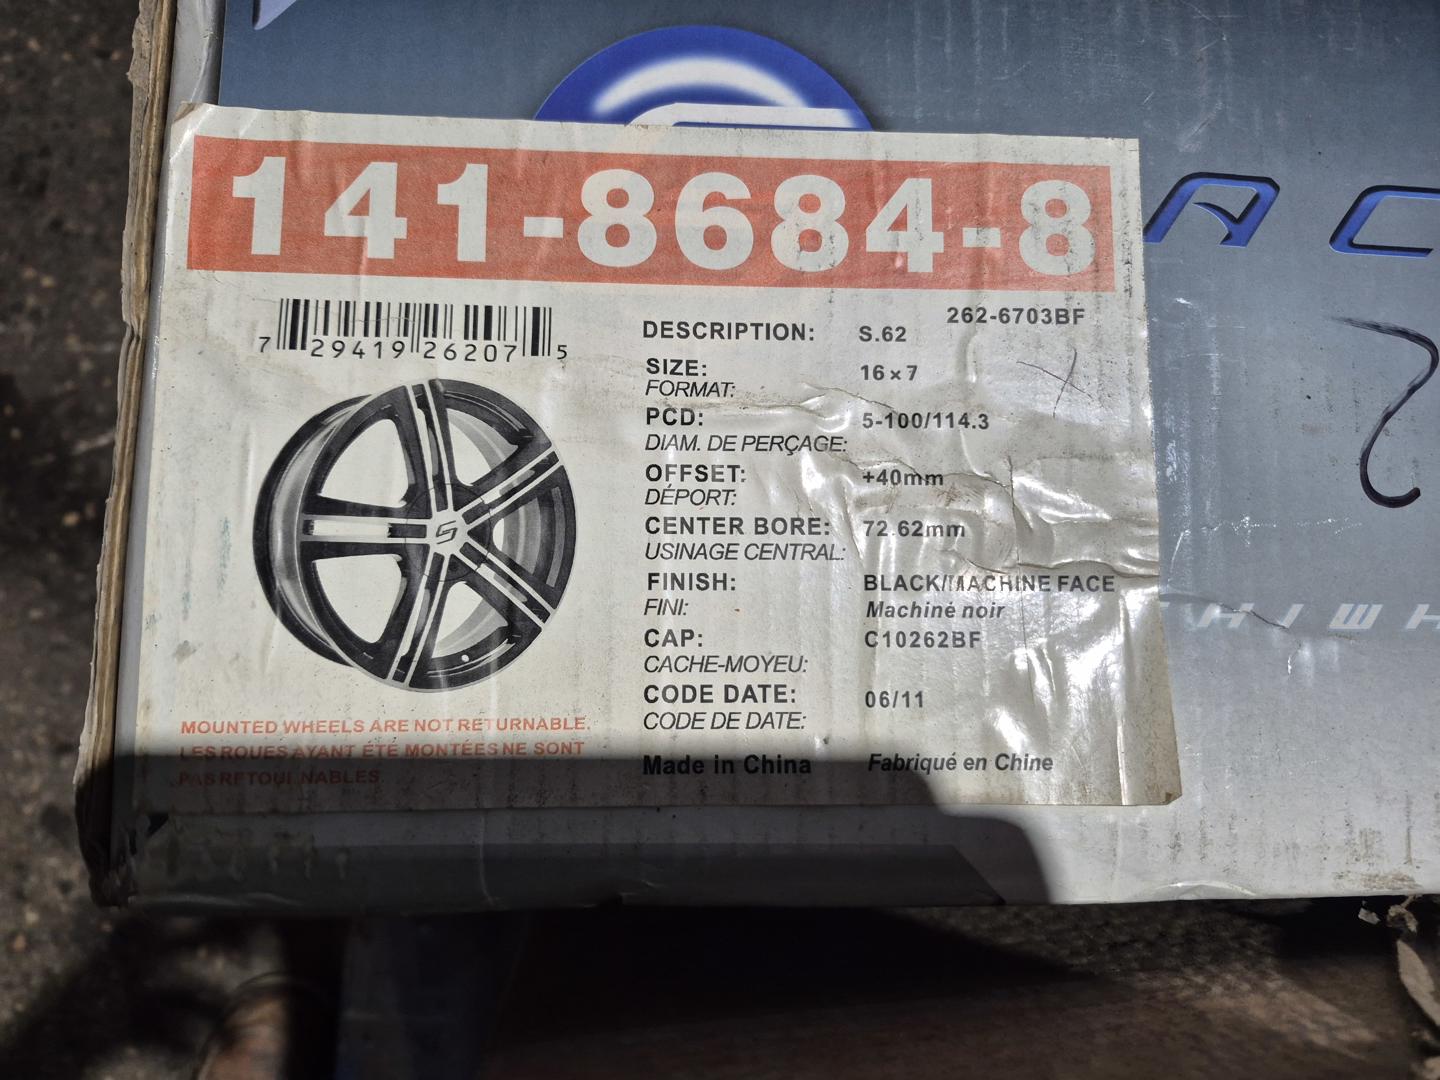 141-8684-8
7 29419 26207 5
262-6703BF
DESCRIPTION: S.62
SIZE: 16 x 7
FORMAT:
PCD: 5-100/114.3
DIAM. DE PERÇAGE:
OFFSET: +40mm
DÉPORT:
CENTER BORE: 72.62mm
USINAGE CENTRAL:
FINISH: BLACK/MACHINE FACE
FINI: Machiné noir
CAP: C10262BF
CACHE-MOYEU:
CODE DATE: 06/11
CODE DE DATE:
Made in China Fabriqué en Chine
MOUNTED WHEELS ARE NOT RETURNABLE.
LES ROUES AYANT ÉTÉ MONTÉES NE SONT
PAS RETOURNABLES
AC